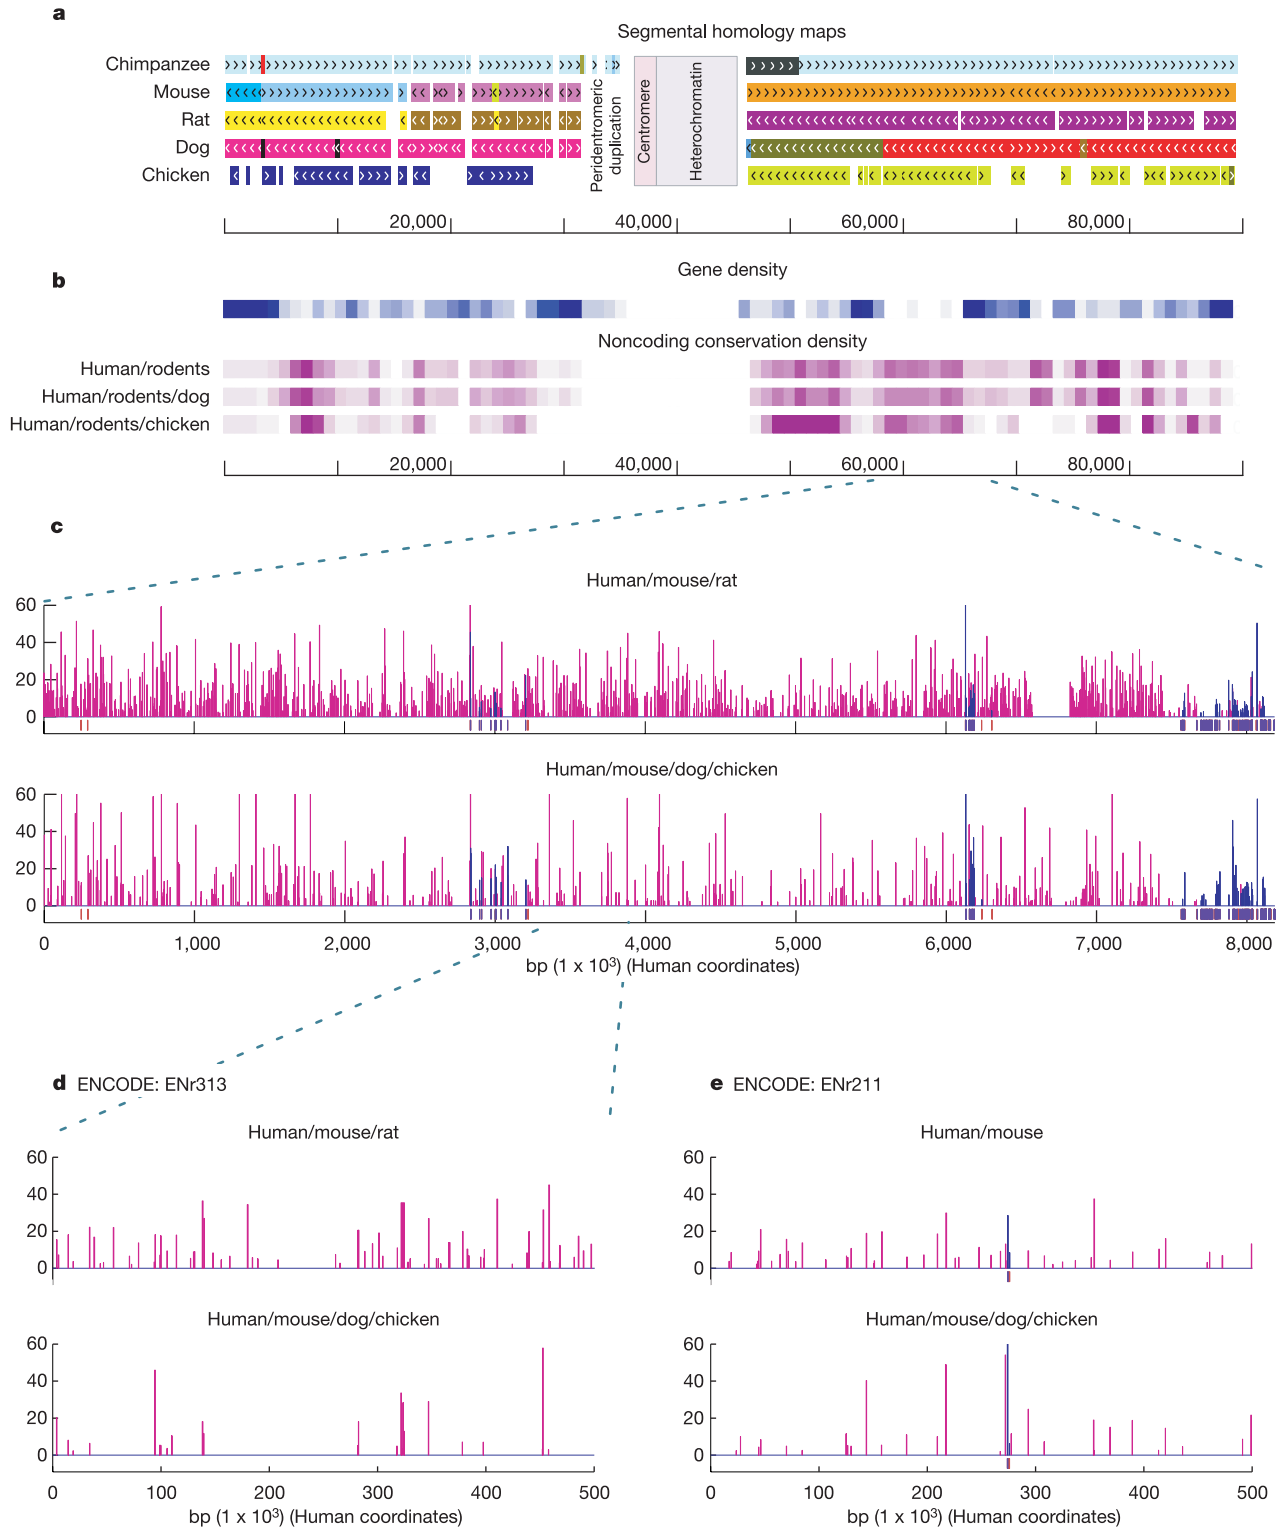 a
Segmental homology maps
Chimpanzee
Mouse
Rat
Dog
Chicken
Peridentromeric
duplication
Centromere
Heterochromatin
20,000 40,000 60,000 80,000
b
Gene density
Noncoding conservation density
Human/rodents
Human/rodents/dog
Human/rodents/chicken
20,000 40,000 60,000 80,000
c
Human/mouse/rat
60
40
20
0
Human/mouse/dog/chicken
60
40
20
0
0 1,000 2,000 3,000 4,000 5,000 6,000 7,000 8,000
bp (1 x 10³) (Human coordinates)
d ENCODE: ENr313
Human/mouse/rat
60
40
20
0
Human/mouse/dog/chicken
60
40
20
0
0 100 200 300 400 500
bp (1 x 10³) (Human coordinates)
e ENCODE: ENr211
Human/mouse
60
40
20
0
Human/mouse/dog/chicken
60
40
20
0
0 100 200 300 400 500
bp (1 x 10³) (Human coordinates)